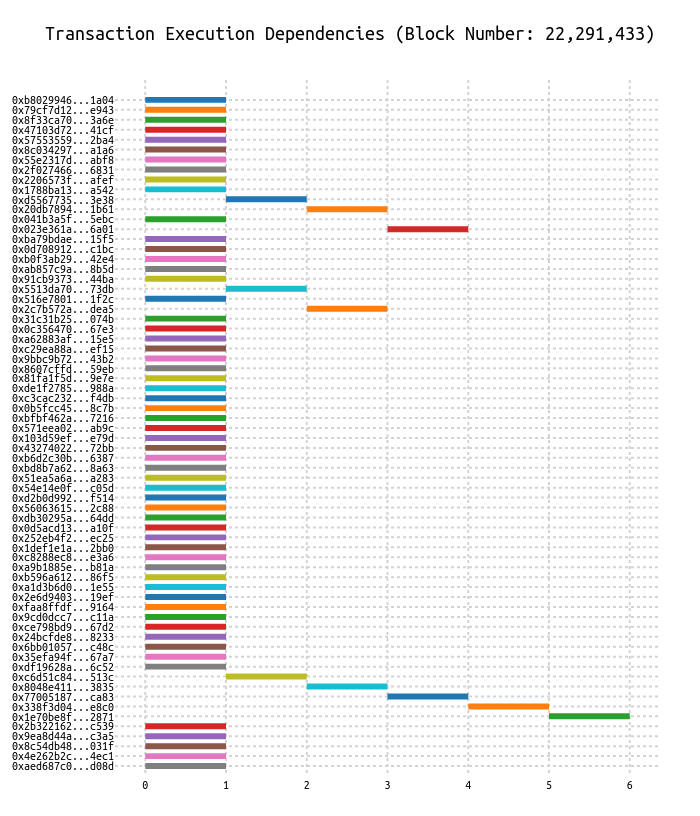 Transaction Execution Dependencies (Block Number: 22,291,433)
0xb8029946...1a04
0x79cf7d12...e943
0x8f33ca70...3a6e
0x47103d72...41cf
0x57553559...2ba4
0x8c034297...a1a6
0x55e2317d...abf8
0x2f027466...6831
0x2206573f...afef
0x1788ba13...a542
0xd5567735...3e38
0x20db7894...1b61
0x041b3a5f...5ebc
0x023e361a...6a01
0xba79bdae...15f5
0x0d708912...c1bc
0xb0f3ab29...42e4
0xab857c9a...8b5d
0x91cb9373...44ba
0x5513da70...73db
0x516e7801...1f2c
0x2c7b572a...dea5
0x31c31b25...074b
0x0c356470...67e3
0xa62883af...15e5
0xc29ea88a...ef15
0x9bbc9b72...43b2
0x8607cffd...59eb
0x81fa1f5d...9e7e
0xde1f2785...988a
0xc3cac232...f4db
0x0b5fcc45...8c7b
0xbfbf462a...7216
0x571eea02...ab9c
0x103d59ef...e79d
0x43274022...72bb
0xb6d2c30b...6387
0xbd8b7a62...8a63
0x51ea5a6a...a283
0x54e14e0f...c05d
0xd2b0d992...f514
0x56063615...2c88
0xdb30295a...64dd
0x0d5acd13...a10f
0x252eb4f2...ec25
0x1def1e1a...2bb0
0xc8288ec8...e3a6
0xa9b1885e...b81a
0xb596a612...86f5
0xa1d3b6d0...1e55
0x2e6d9403...19ef
0xfaa8ffdf...9164
0x9cd0dcc7...c11a
0xce798bd9...67d2
0x24bcfde8...8233
0x6bb01057...c48c
0x35efa94f...67a7
0xdf19628a...6c52
0xc6d51c84...513c
0x8048e411...3835
0x77005187...ca83
0x338f3d04...e8c0
0x1e70be8f...2871
0x2b322162...c539
0x9ea8d44a...c3a5
0x8c54db48...031f
0x4e262b2c...4ec1
0xaed687c0...d08d
0 1 2 3 4 5 6